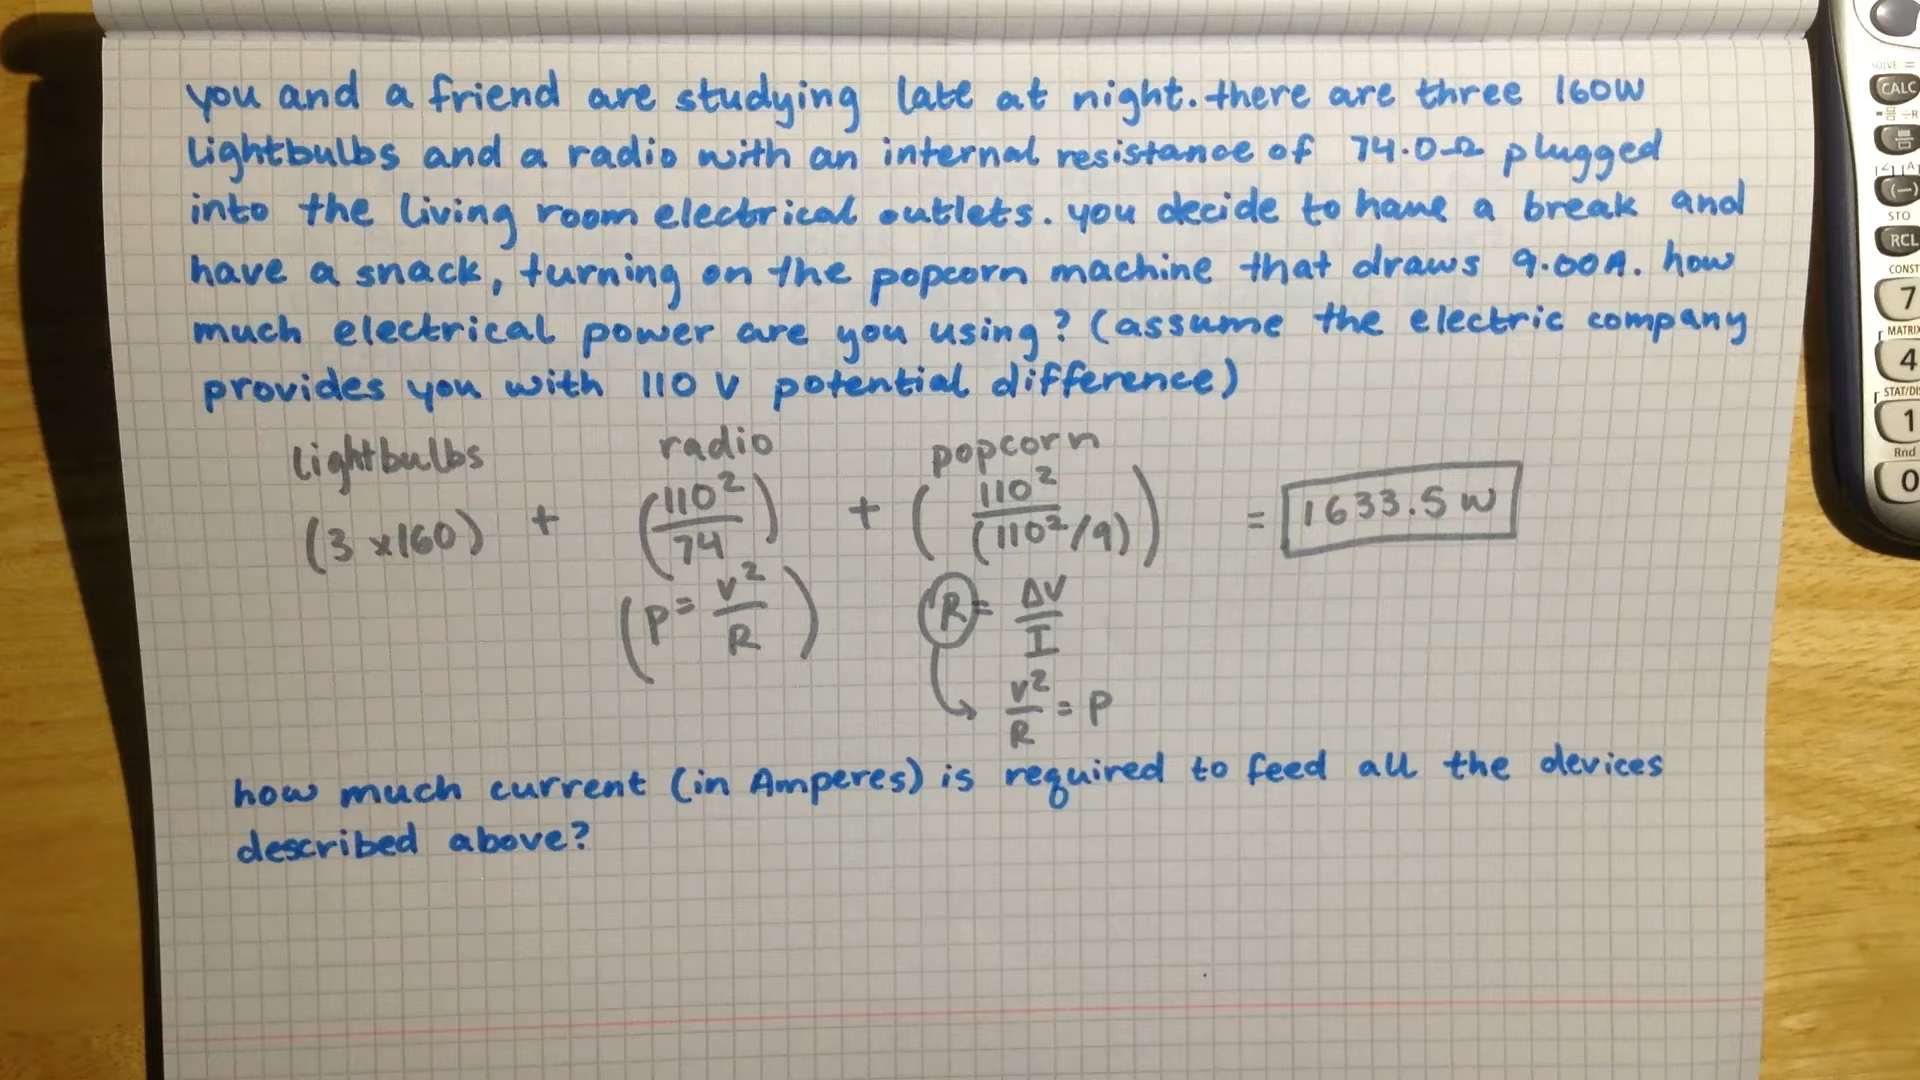 you and a friend are studying late at night. there are three 160W
lightbulbs and a radio with an internal resistance of 74.0Ω plugged
into the living room electrical outlets. you decide to have a break and
have a snack, turning on the popcorn machine that draws 9.00A. how
much electrical power are you using? (assume the electric company
provides you with 110 V potential difference)
lightbulbs radio popcorn
(3 x160) + (110²/74) + (110²/(110²/9)) = 1633.5 W
(P = V²/R) R = ΔV/I
V²/R = P
how much current (in Amperes) is required to feed all the devices
described above?
SOLVE =
CALC
(-)
STO
RCL
CONST
7
MATRIX
4
STAT/DI
1
Rnd
0